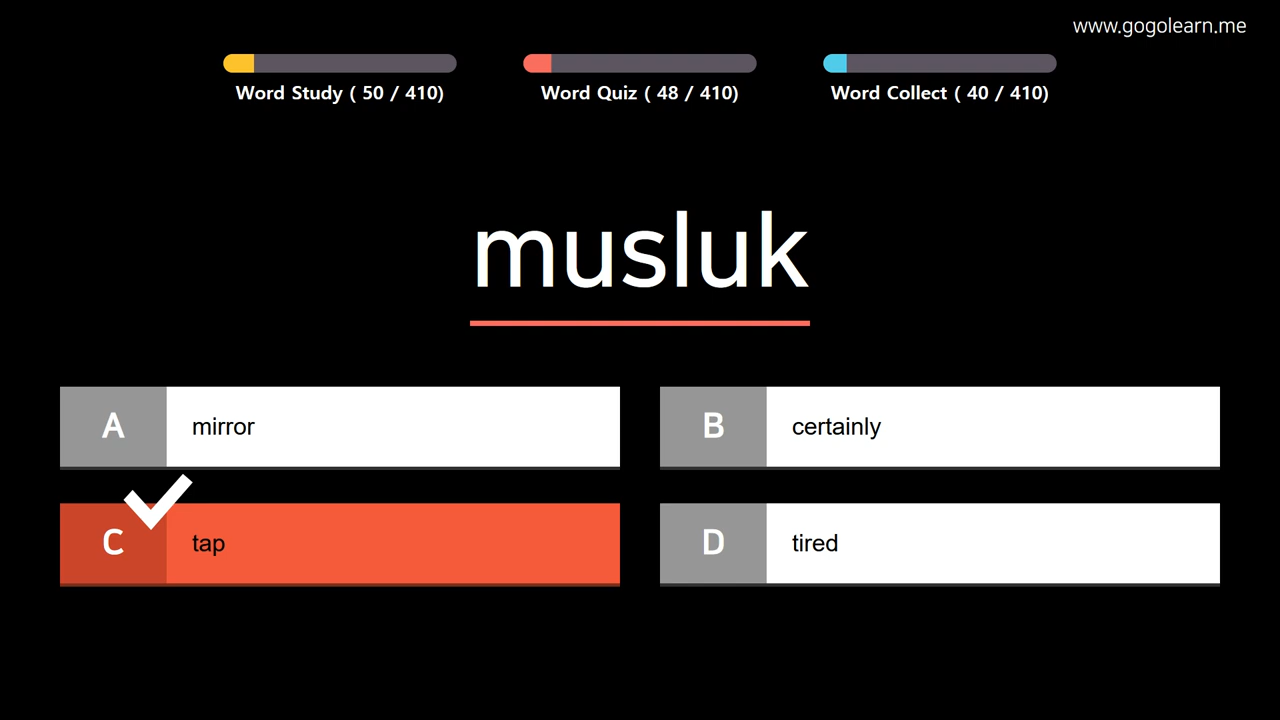 www.gogolearn.me
Word Study ( 50 / 410)
Word Quiz ( 48 / 410)
Word Collect ( 40 / 410)
musluk
A mirror
B certainly
C tap
D tired